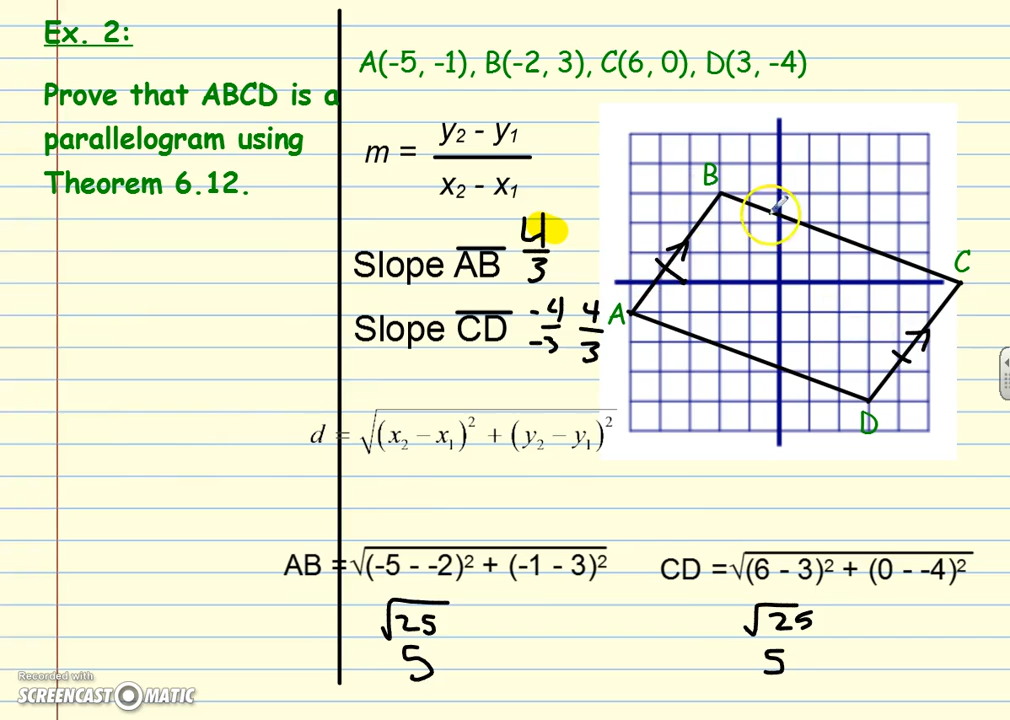 Ex. 2:
Prove that ABCD is a
parallelogram using
Theorem 6.12.
A(-5, -1), B(-2, 3), C(6, 0), D(3, -4)
m = y₂ - y₁
x₂ - x₁
Slope AB 4/3
Slope CD -4/-3 4/3
B
C
A
D
d = √(x₂ − x₁)² + (y₂ − y₁)²
AB = √(-5 - -2)² + (-1 - 3)²
√25
5
CD = √(6 - 3)² + (0 - -4)²
√25
5
Recorded with
SCREENCAST-O-MATIC